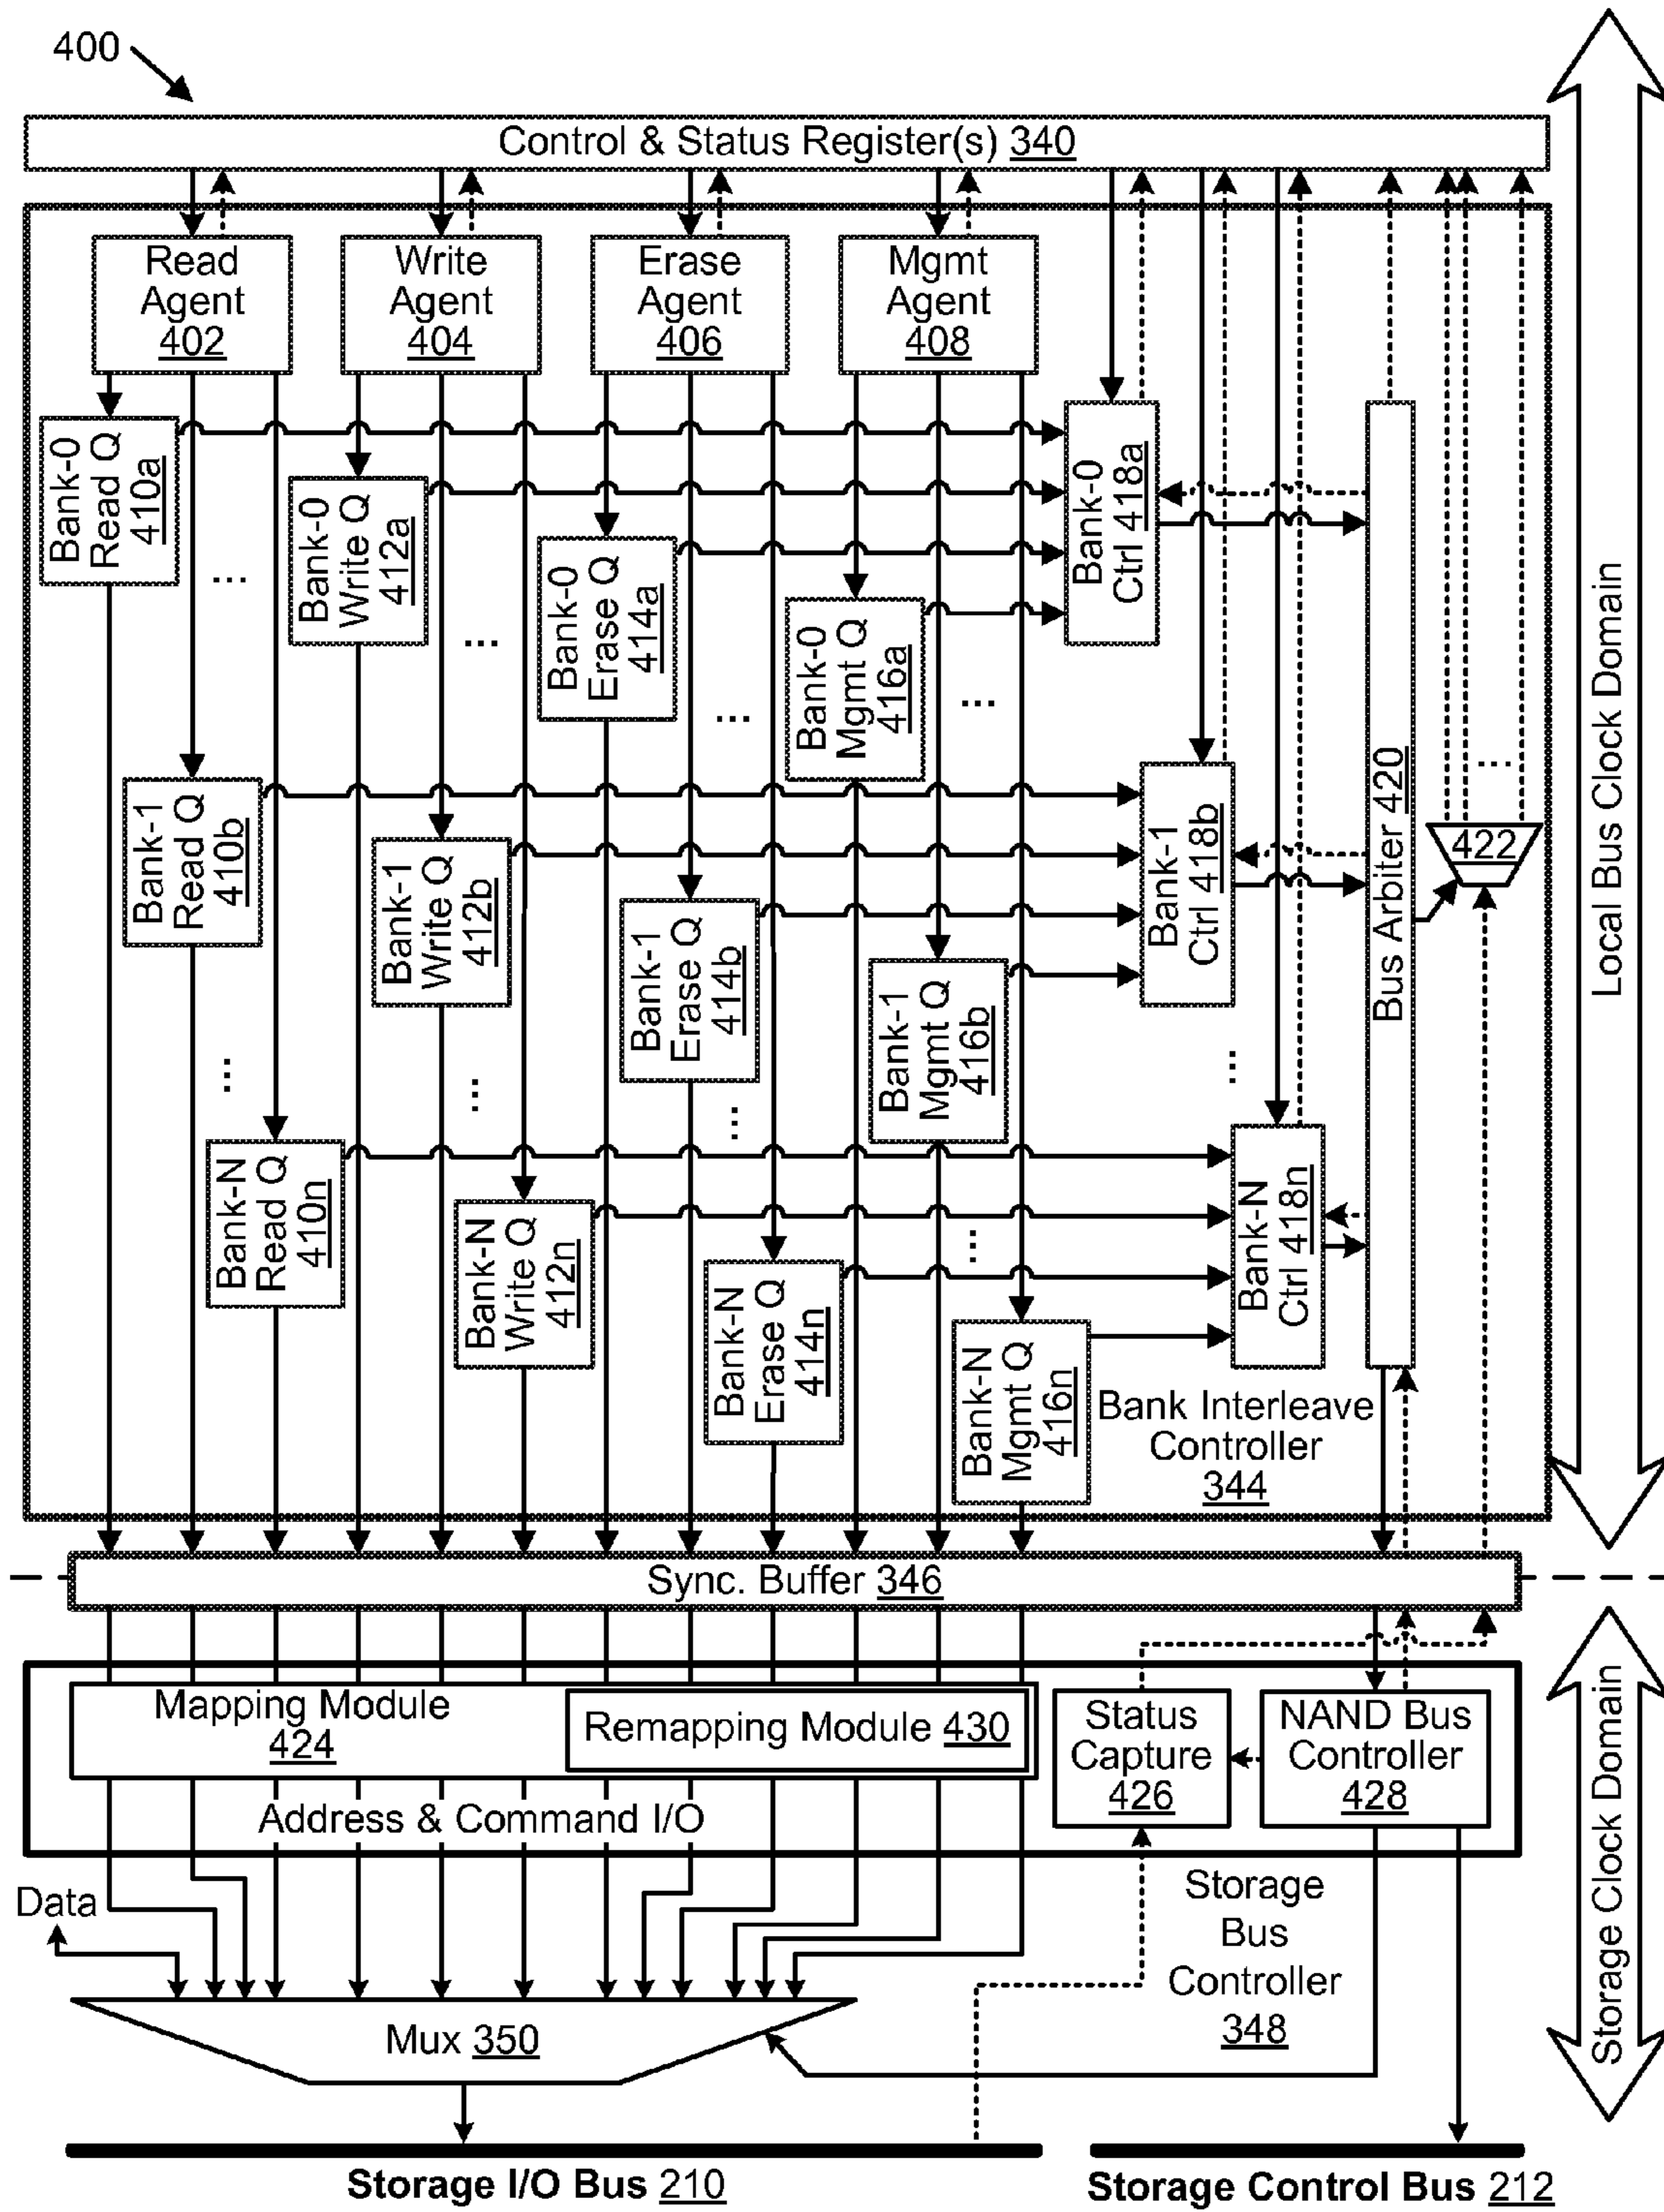 400
Control & Status Register(s) 340
Read
Agent
402
Write
Agent
404
Erase
Agent
406
Mgmt
Agent
408
Bank-0
Read Q
410a
...
Bank-0
Write Q
412a
...
Bank-0
Erase Q
414a
...
Bank-0
Mgmt Q
416a
...
Bank-0
Ctrl 418a
Bank-1
Read Q
410b
...
Bank-1
Write Q
412b
...
Bank-1
Erase Q
414b
...
Bank-1
Mgmt Q
416b
...
Bank-1
Ctrl 418b
...
Bus Arbiter 420
...
422
Bank-N
Read Q
410n
Bank-N
Write Q
412n
Bank-N
Erase Q
414n
Bank-N
Mgmt Q
416n
Bank-N
Ctrl 418n
Bank Interleave
Controller
344
Local Bus Clock Domain
Sync. Buffer 346
Mapping Module
424
Remapping Module 430
Status
Capture
426
NAND Bus
Controller
428
Address & Command I/O
Data
Storage
Bus
Controller
348
Storage Clock Domain
Mux 350
Storage I/O Bus 210
Storage Control Bus 212